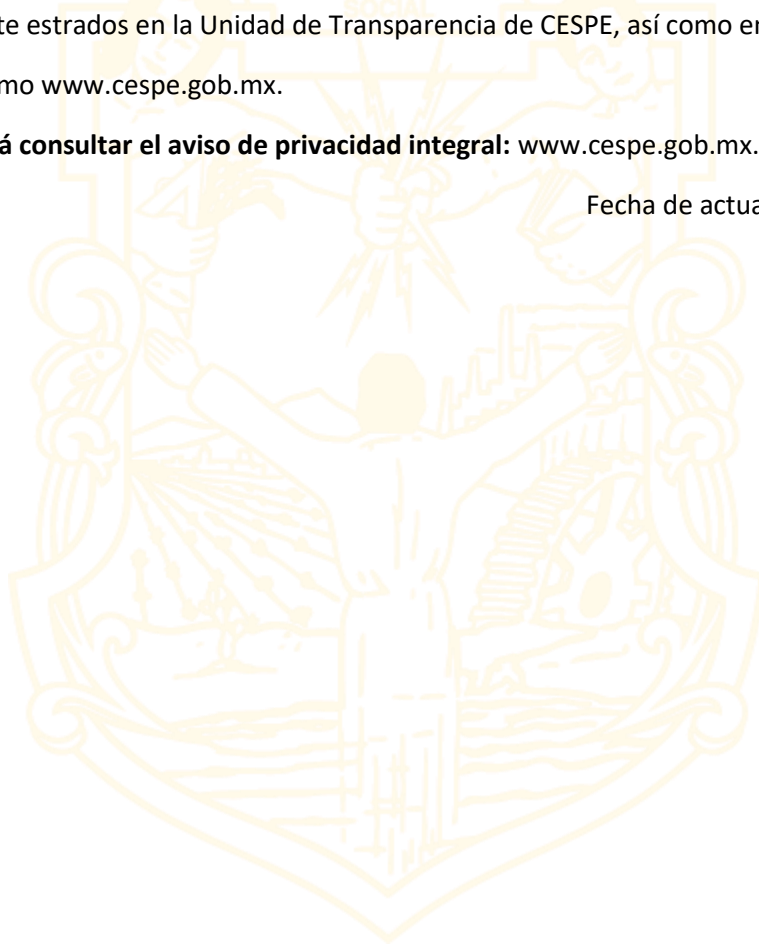 SOCIAL
te estrados en la Unidad de Transparencia de CESPE, así como en
mo www.cespe.gob.mx.
á consultar el aviso de privacidad integral: www.cespe.gob.mx.
Fecha de actua